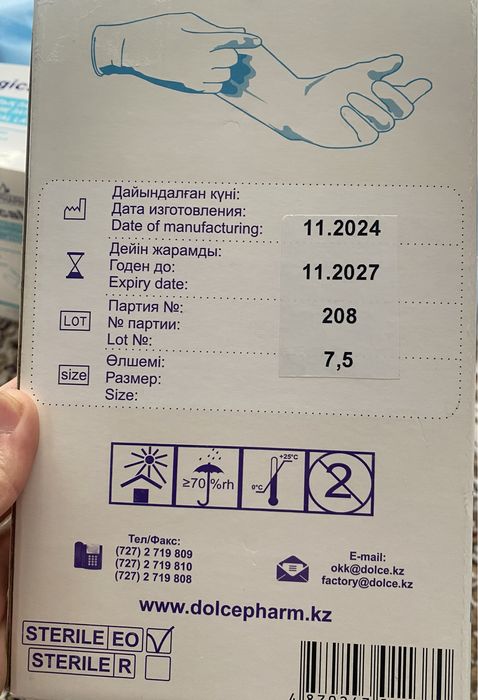 Дайындалған күні:
Дата изготовления:
Date of manufacturing: 11.2024
Дейін жарамды:
Годен до: 11.2027
Expiry date:
Партия №:
№ партии: 208
Lot №:
LOT
Өлшемі: 7,5
Размер:
Size:
size
≥70 %rh
+25°C
0°C
2
Тел/Факс:
(727) 2 719 809
(727) 2 719 810
(727) 2 719 808
E-mail:
okk@dolce.kz
factory@dolce.kz
www.dolcepharm.kz
STERILE EO
STERILE R